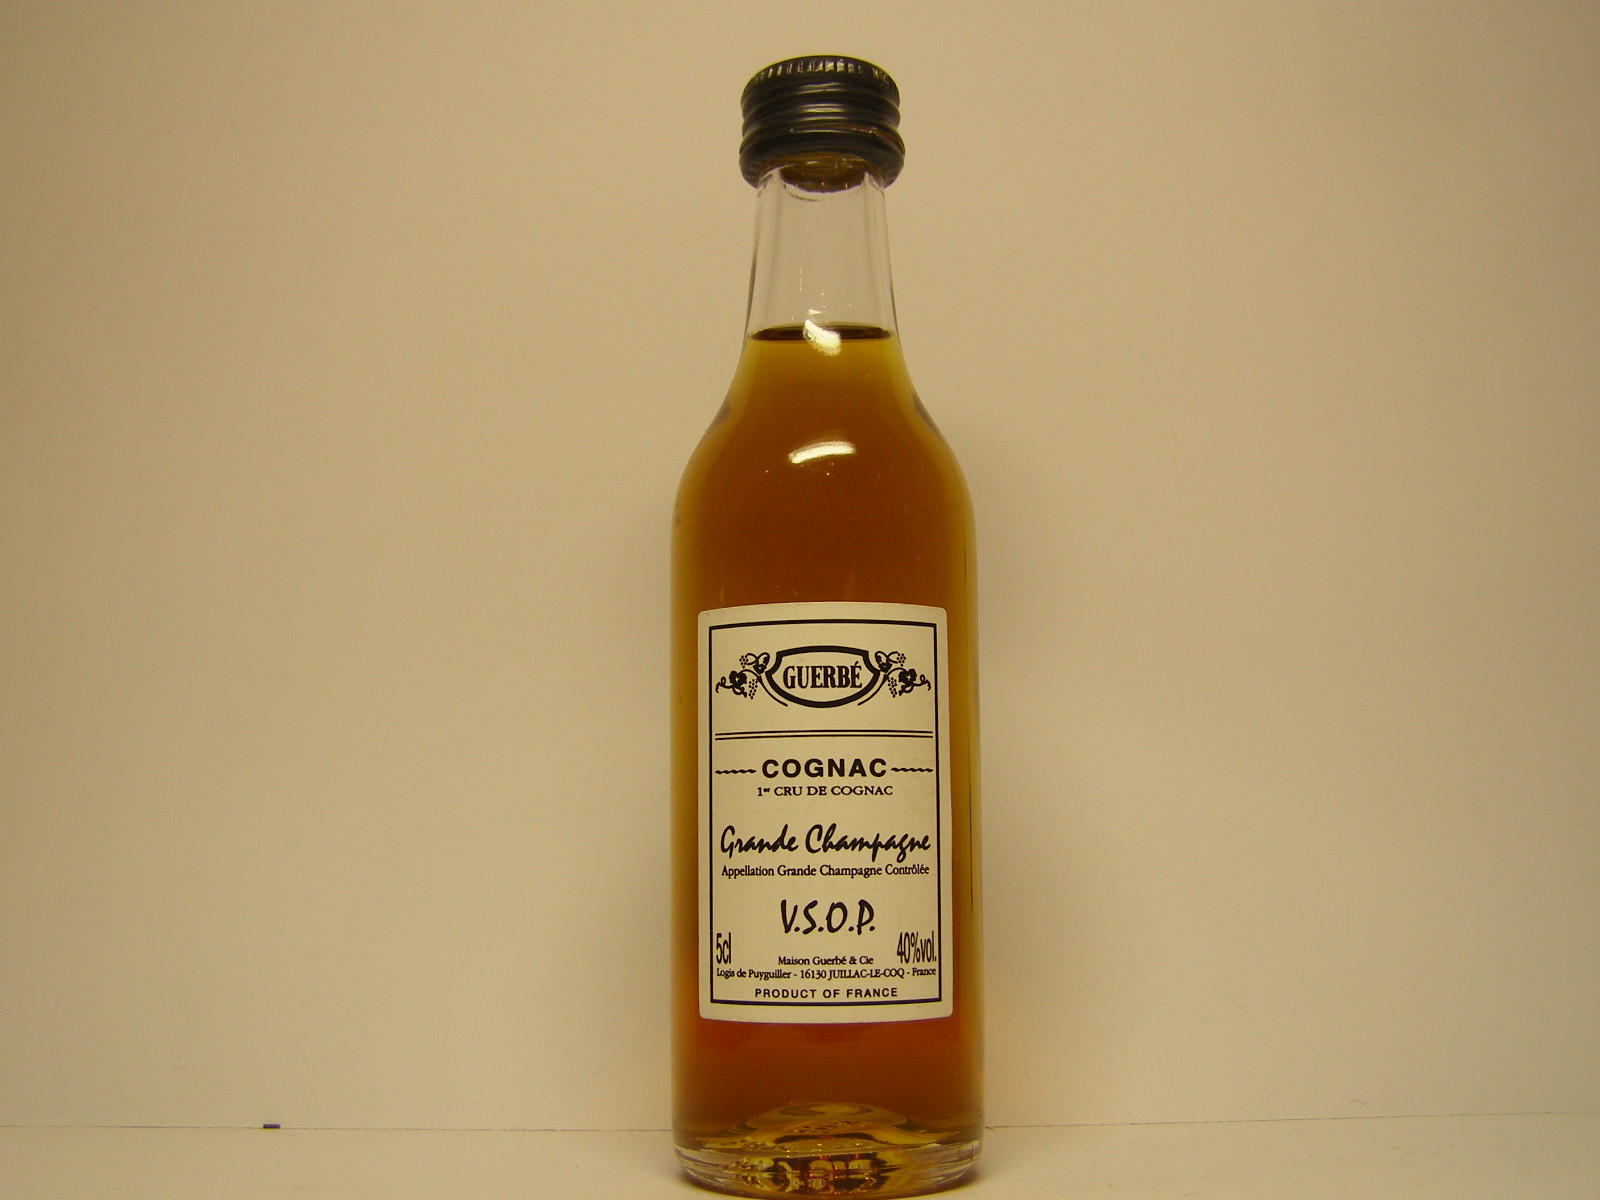 GUERBÉ
COGNAC
1er CRU DE COGNAC
Grande Champagne
Appellation Grande Champagne Contrôlée
V.S.O.P.
5cl 40%vol.
Maison Guerbé & Cie
Logis de Puyguiller - 16130 JUILLAC-LE-COQ - France
PRODUCT OF FRANCE